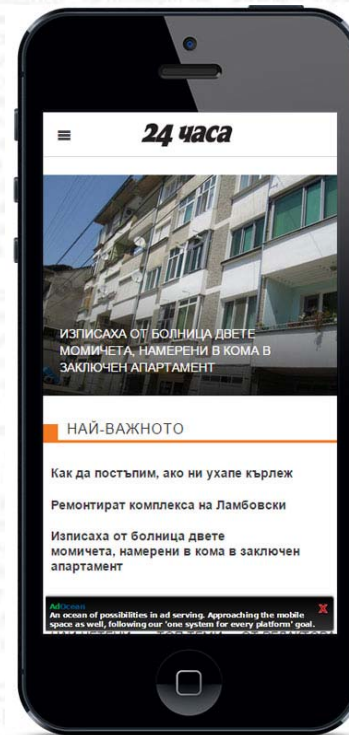 24 часа
ИЗПИСАХА ОТ БОЛНИЦА ДВЕТЕ
МОМИЧЕТА, НАМЕРЕНИ В КОМА В
ЗАКЛЮЧЕН АПАРТАМЕНТ
НАЙ-ВАЖНОТО
Как да постъпим, ако ни ухапе кърлеж
Ремонтират комплекса на Ламбовски
Изписаха от болница двете
момичета, намерени в кома в заключен
апартамент
AdOcean
An ocean of possibilities in ad serving. Approaching the mobile
space as well, following our 'one system for every platform' goal.